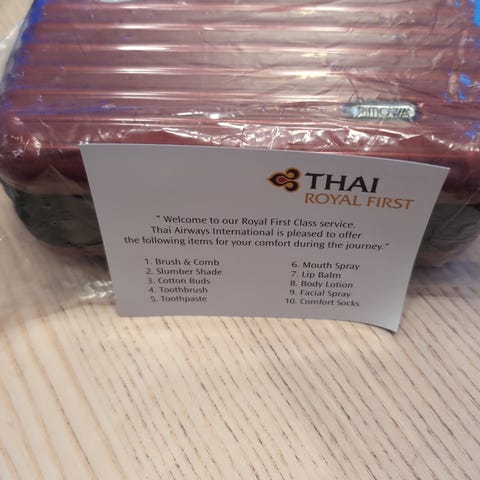 RIMOWA
THAI
ROYAL FIRST
" Welcome to our Royal First Class service.
Thai Airways International is pleased to offer
the following items for your comfort during the journey."
1. Brush & Comb
2. Slumber Shade
3. Cotton Buds
4. Toothbrush
5. Toothpaste
6. Mouth Spray
7. Lip Balm
8. Body Lotion
9. Facial Spray
10. Comfort Socks